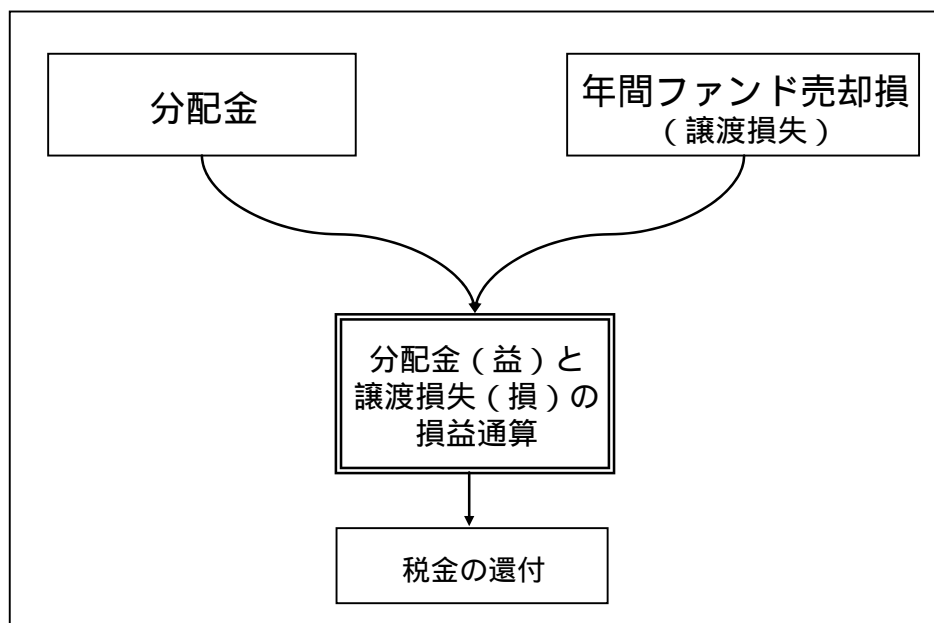 分配金
年間ファンド売却損
（譲渡損失）
分配金（益）と
譲渡損失（損）の
損益通算
税金の還付